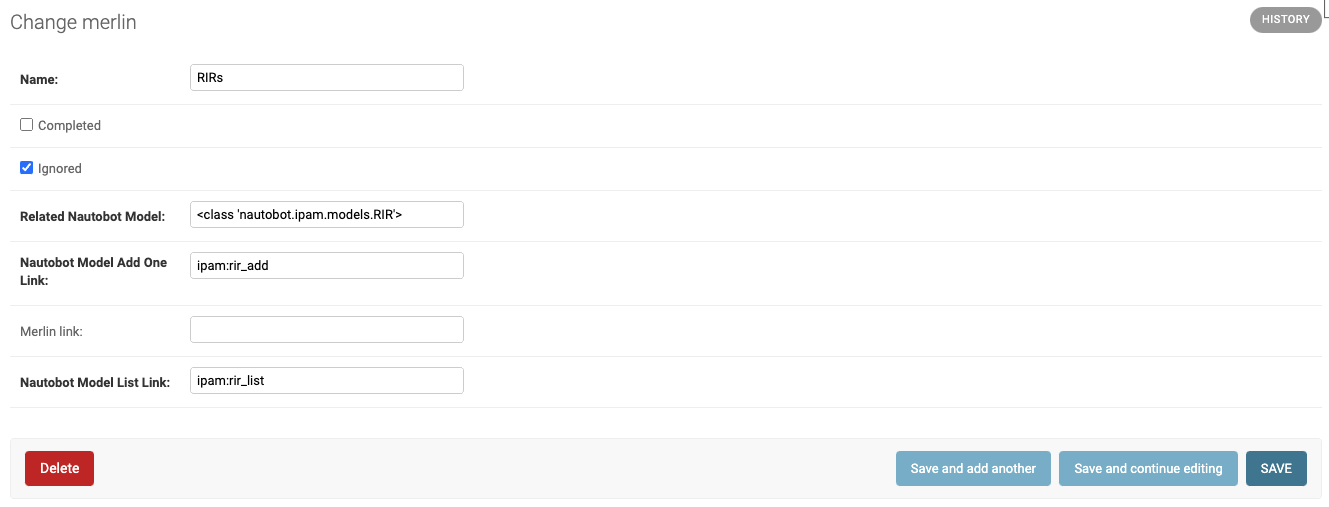 Change merlin
HISTORY
Name:
RIRs
Completed
Ignored
Related Nautobot Model:
<class 'nautobot.ipam.models.RIR'>
Nautobot Model Add One
Link:
ipam:rir_add
Merlin link:
Nautobot Model List Link:
ipam:rir_list
Delete
Save and add another
Save and continue editing
SAVE